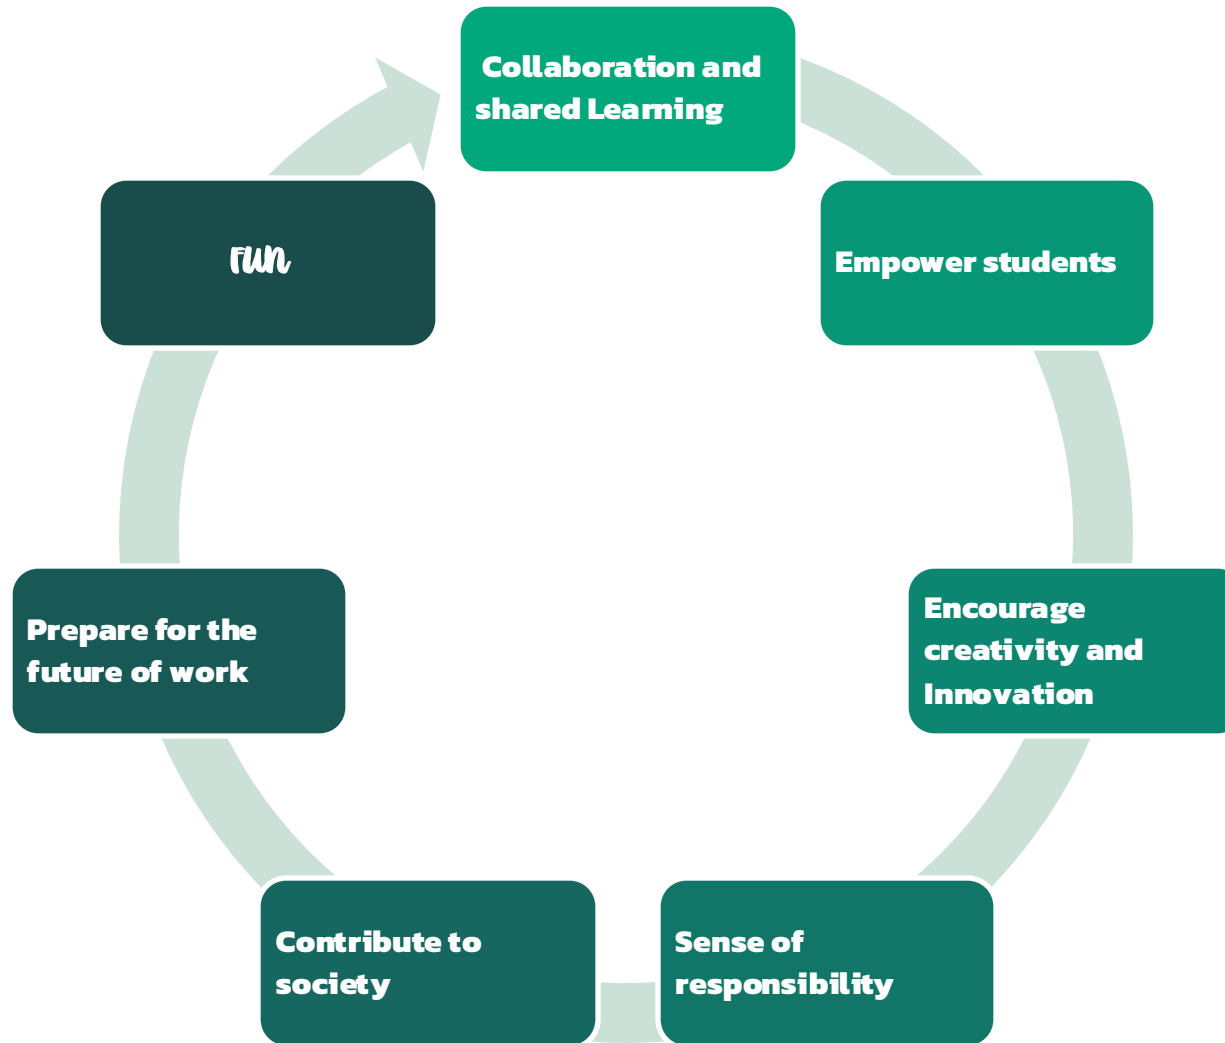 Collaboration and
shared Learning
Empower students
Encourage
creativity and
Innovation
Sense of
responsibility
Contribute to
society
Prepare for the
future of work
FUN